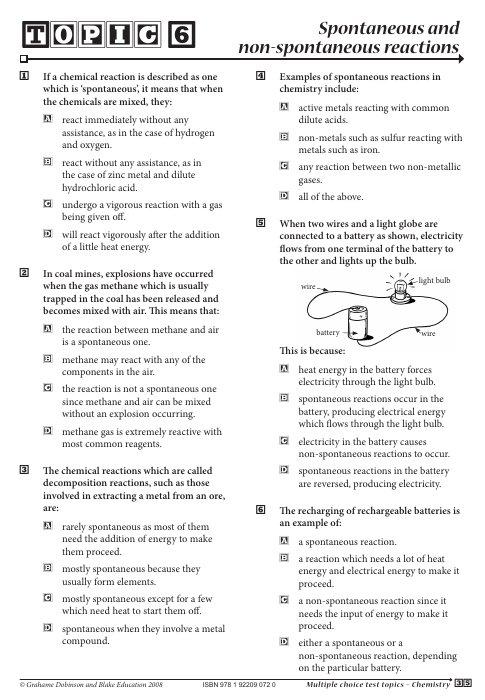 TOPIC 6
Spontaneous and
non-spontaneous reactions
1 If a chemical reaction is described as one
which is 'spontaneous', it means that when
the chemicals are mixed, they:
A react immediately without any
assistance, as in the case of hydrogen
and oxygen.
B react without any assistance, as in
the case of zinc metal and dilute
hydrochloric acid.
C undergo a vigorous reaction with a gas
being given off.
D will react vigorously after the addition
of a little heat energy.
2 In coal mines, explosions have occurred
when the gas methane which is usually
trapped in the coal has been released and
becomes mixed with air. This means that:
A the reaction between methane and air
is a spontaneous one.
B methane may react with any of the
components in the air.
C the reaction is not a spontaneous one
since methane and air can be mixed
without an explosion occurring.
D methane gas is extremely reactive with
most common reagents.
3 The chemical reactions which are called
decomposition reactions, such as those
involved in extracting a metal from an ore,
are:
A rarely spontaneous as most of them
need the addition of energy to make
them proceed.
B mostly spontaneous because they
usually form elements.
C mostly spontaneous except for a few
which need heat to start them off.
D spontaneous when they involve a metal
compound.
4 Examples of spontaneous reactions in
chemistry include:
A active metals reacting with common
dilute acids.
B non-metals such as sulfur reacting with
metals such as iron.
C any reaction between two non-metallic
gases.
D all of the above.
5 When two wires and a light globe are
connected to a battery as shown, electricity
flows from one terminal of the battery to
the other and lights up the bulb.
light bulb
wire
battery
wire
This is because:
A heat energy in the battery forces
electricity through the light bulb.
B spontaneous reactions occur in the
battery, producing electrical energy
which flows through the light bulb.
C electricity in the battery causes
non-spontaneous reactions to occur.
D spontaneous reactions in the battery
are reversed, producing electricity.
6 The recharging of rechargeable batteries is
an example of:
A a spontaneous reaction.
B a reaction which needs a lot of heat
energy and electrical energy to make it
proceed.
C a non-spontaneous reaction since it
needs the input of energy to make it
proceed.
D either a spontaneous or a
non-spontaneous reaction, depending
on the particular battery.
© Grahame Dobinson and Blake Education 2008 ISBN 978 1 92209 072 0 Multiple choice test topics – Chemistry 35